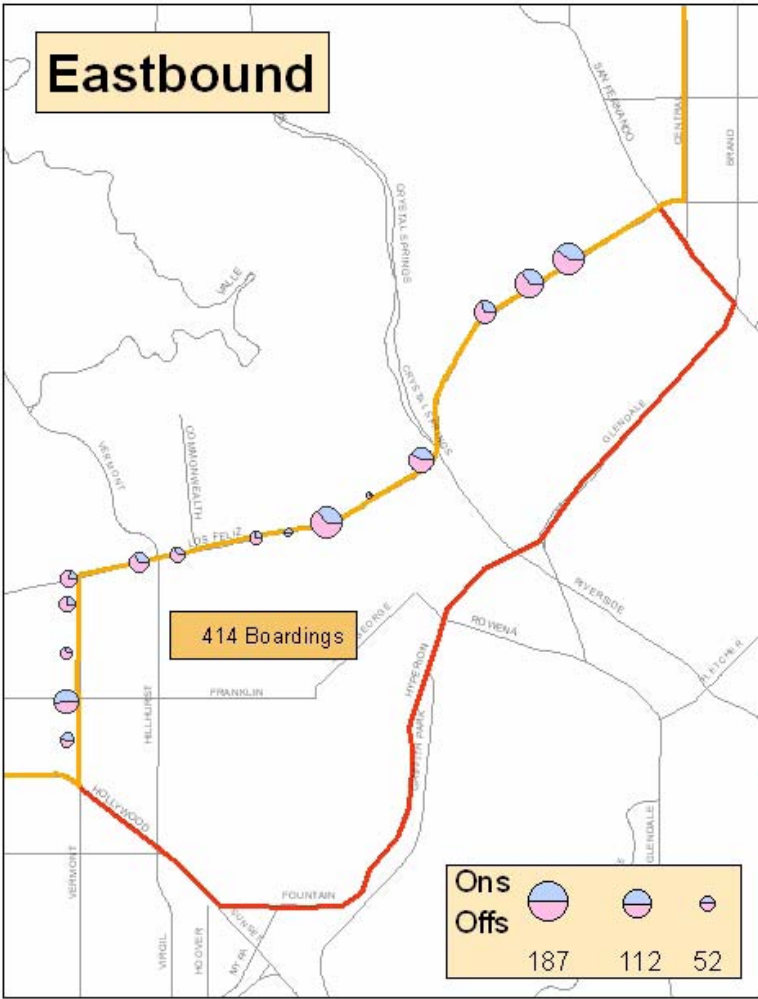 Eastbound
SAN FERNANDO
CENTRAL
BRAND
CRYSTAL SPRINGS
VALLE
CRYSTAL SPRINGS
GLENDALE
VERMONT
COMMONWEALTH
LOS FELIZ
RIVERSIDE
414 Boardings
GEORGE
ROWENA
FLETCHER
HYPERION
FRANKLIN
HILLHURST
GRIFFITH PARK
HOLLYWOOD
GLENDALE
VERMONT
FOUNTAIN
SUNSET
VIRGIL
HOOVER
MYRA
Ons
Offs
187 112 52